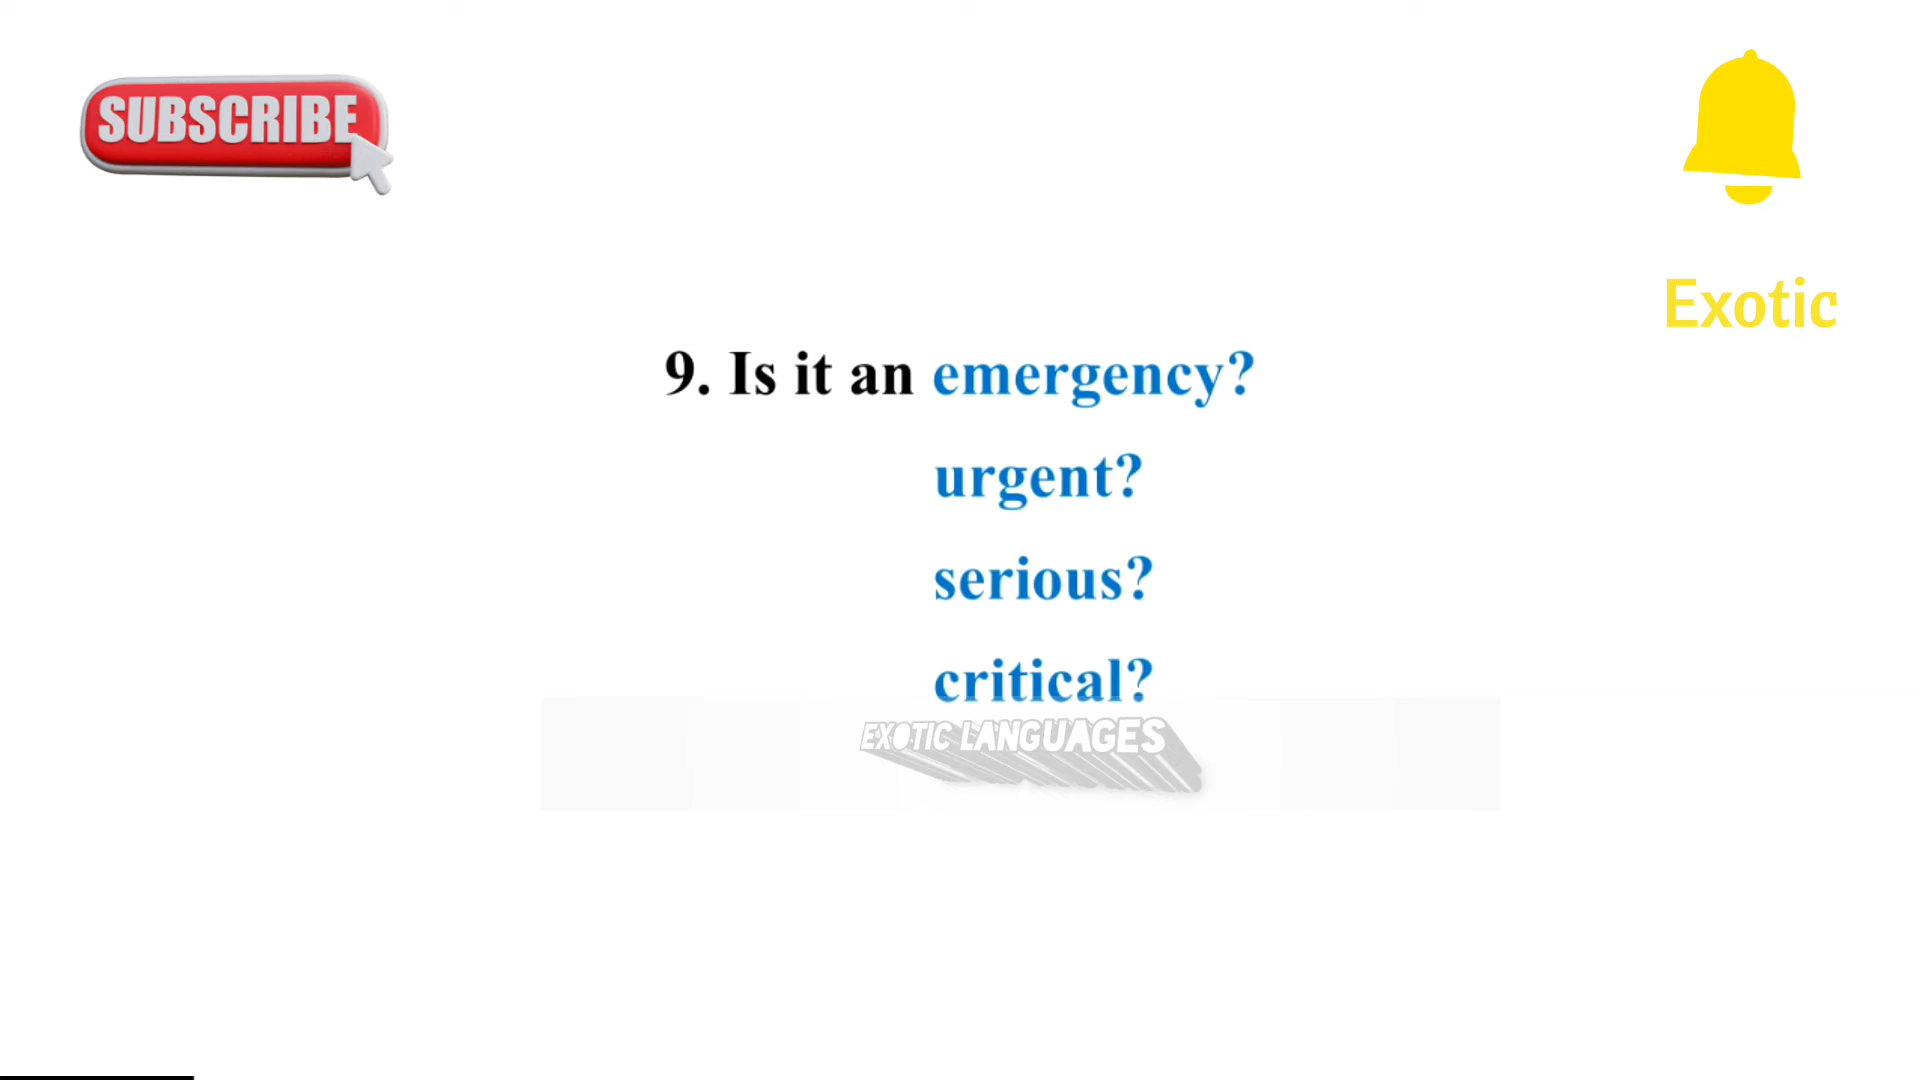 SUBSCRIBE
Exotic
9. Is it an emergency?
urgent?
serious?
critical?
EXOTIC LANGUAGES